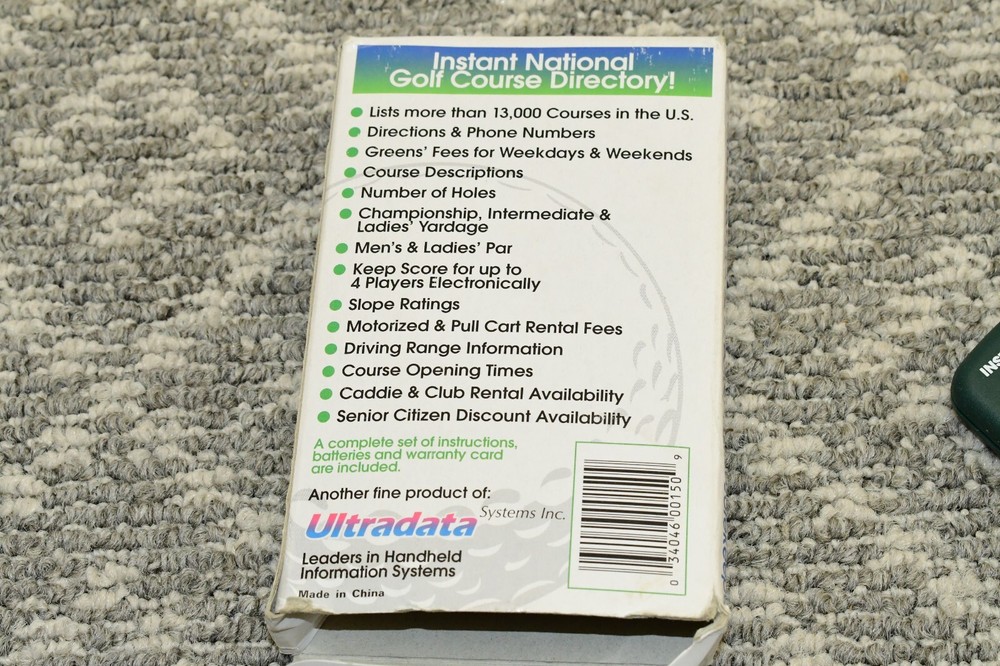 Instant National
Golf Course Directory!
Lists more than 13,000 Courses in the U.S.
Directions & Phone Numbers
Greens' Fees for Weekdays & Weekends
Course Descriptions
Number of Holes
Championship, Intermediate &
Ladies' Yardage
Men's & Ladies' Par
Keep Score for up to
4 Players Electronically
Slope Ratings
Motorized & Pull Cart Rental Fees
Driving Range Information
Course Opening Times
Caddie & Club Rental Availability
Senior Citizen Discount Availability
A complete set of instructions,
batteries and warranty card
are included.
Another fine product of:
Ultradata Systems Inc.
Leaders in Handheld
Information Systems
Made in China
0 34046 00150 9